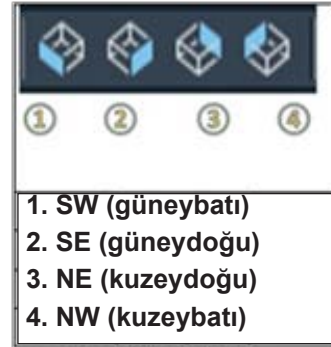 1 2 3 4
1. SW (güneybatı)
2. SE (güneydoğu)
3. NE (kuzeydoğu)
4. NW (kuzeybatı)